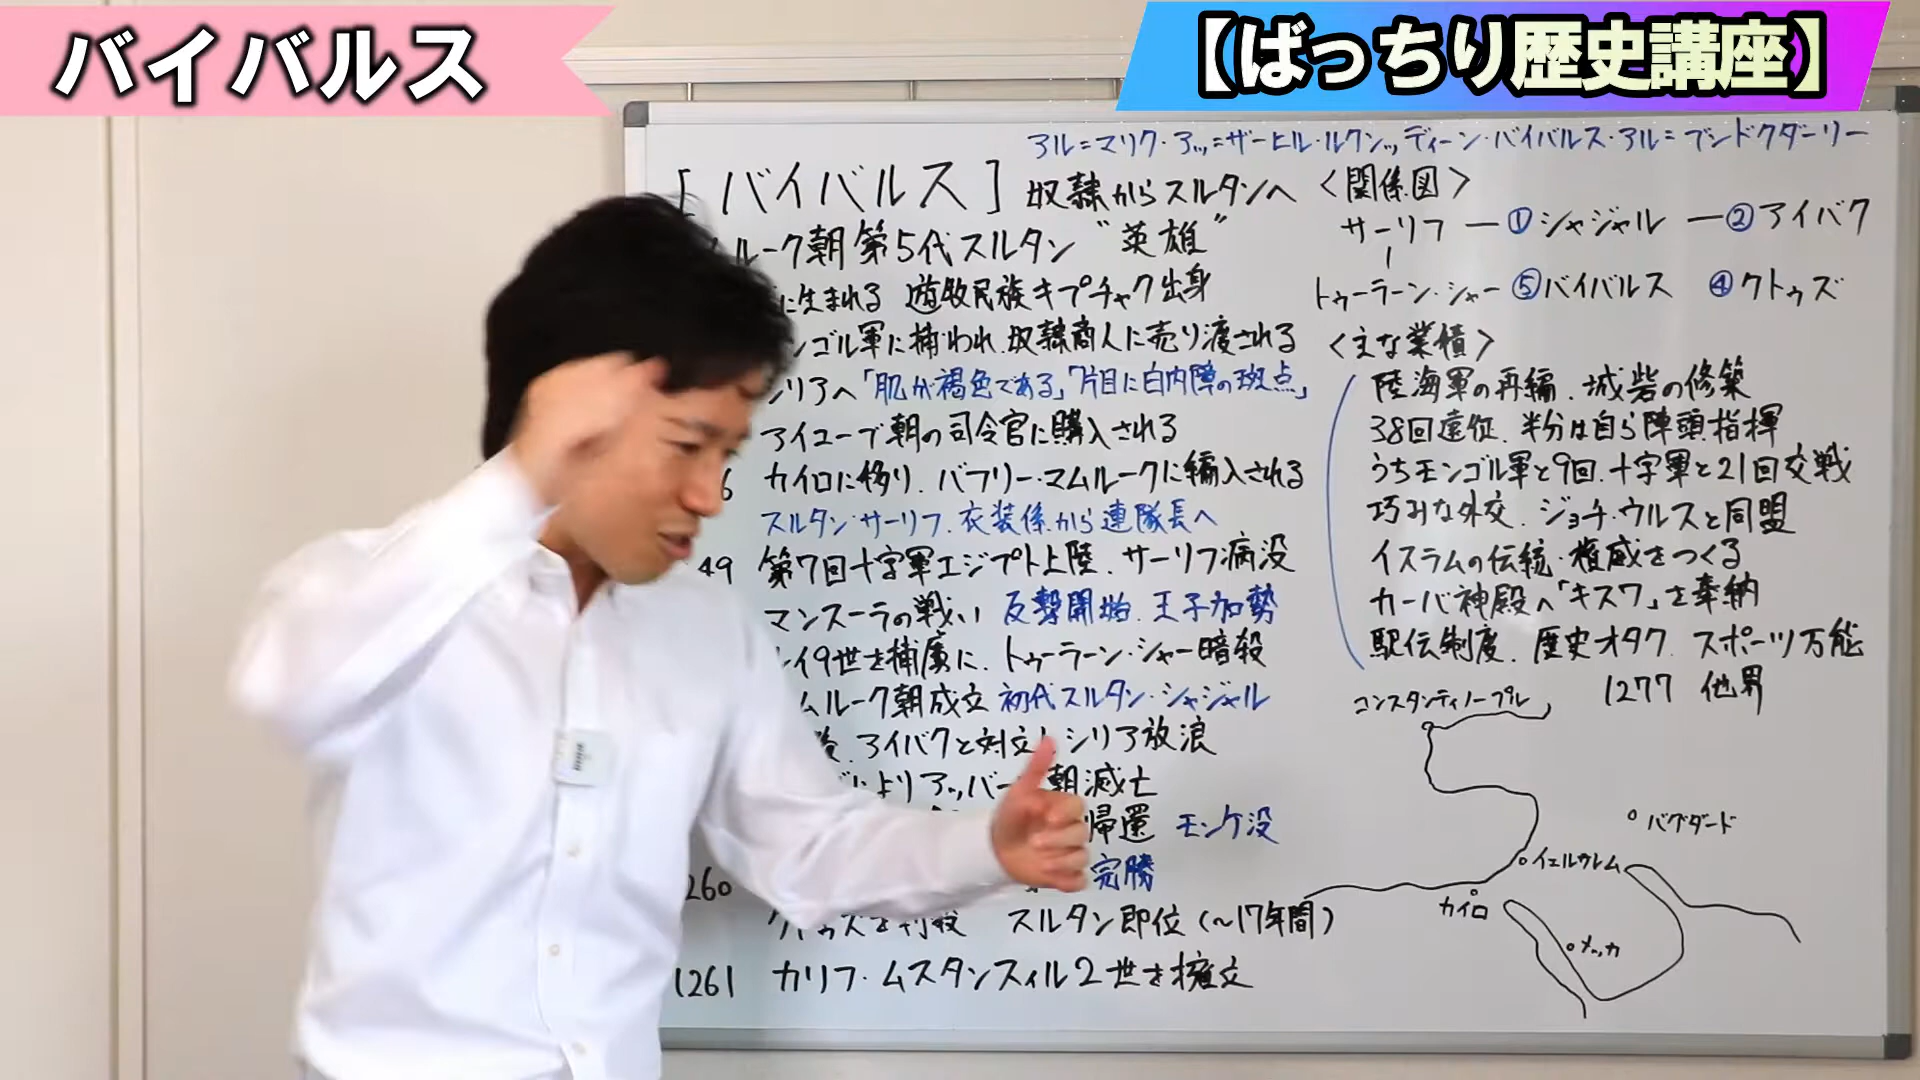 バイバルス
【ばっちり歴史講座】
アル=マリク・アッ=ザーヒル・ルクンッディーン・バイバルス・アル=ブンドクダーリー
[バイバルス] 奴隷からスルタンへ
ルーク朝第5代スルタン "英雄"
に生まれる 遊牧民族キプチャク出身
ンゴル軍に捕われ、奴隷商人に売り渡される
シリアへ「肌が褐色である」「片目に白内障の斑点」
アイユーブ朝の司令官に購入される
6 カイロに移り、バフリー・マムルークに編入される
スルタン・サーリフ、衣装係から連隊長へ
49 第7回十字軍エジプト上陸、サーリフ病没
マンスーラの戦い 反撃開始、王子加勢
イ9世を捕虜に、トゥーラーン・シャー暗殺
ムルーク朝成立 初代スルタン・シャジャル
アイバクと対立しシリア放浪
によりアッバー 朝滅亡
帰還 モンケ没
260 完勝
クトゥズを刺殺 スルタン即位(〜17年間)
1261 カリフ・ムスタンスィル2世を擁立
<関係図>
サーリフ ー ①シャジャル ー ②アイバク
トゥーラーン・シャー ⑤バイバルス ④クトゥズ
<主な業績>
陸海軍の再編、城砦の修築
38回遠征、半分は自ら陣頭指揮
うちモンゴル軍と9回、十字軍と21回交戦
巧みな外交、ジョチ・ウルスと同盟
イスラムの伝統・権威をつくる
カーバ神殿へ「キスワ」を奉納
駅伝制度、歴史オタク、スポーツ万能
1277 他界
コンスタンティノープル
バグダード
イェルサレム
カイロ
メッカ